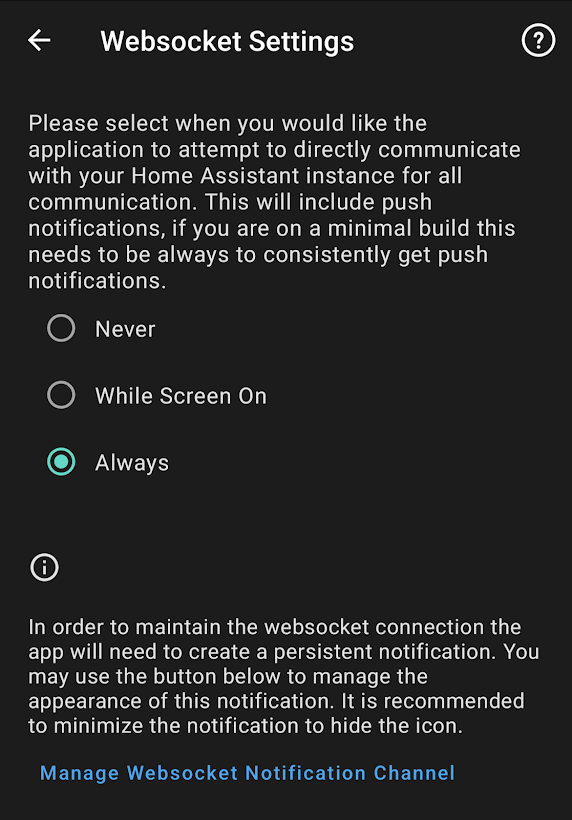 Websocket Settings
?
Please select when you would like the
application to attempt to directly communicate
with your Home Assistant instance for all
communication. This will include push
notifications, if you are on a minimal build this
needs to be always to consistently get push
notifications.
Never
While Screen On
Always
In order to maintain the websocket connection the
app will need to create a persistent notification. You
may use the button below to manage the
appearance of this notification. It is recommended
to minimize the notification to hide the icon.
Manage Websocket Notification Channel